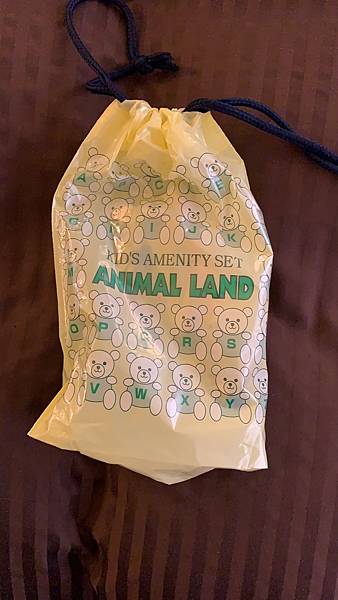 A C E
G H I J K
KID'S AMENITY SET
ANIMAL LAND
O P Q R S
V W X Y